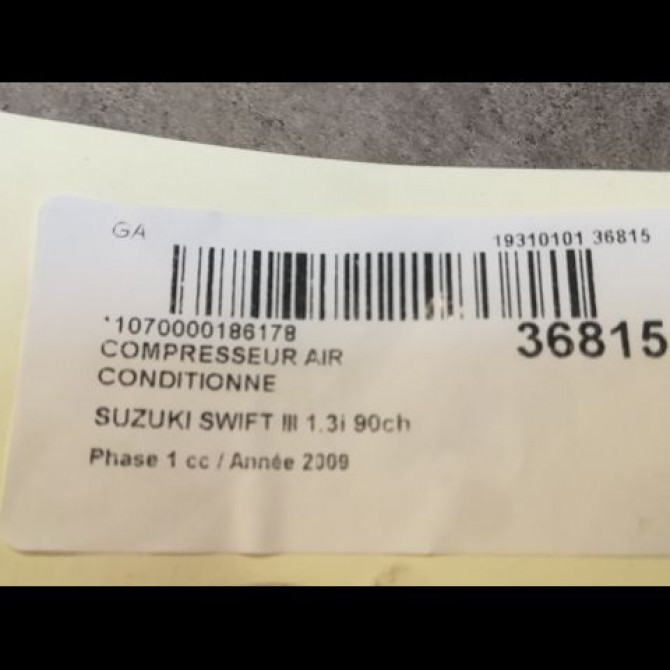 GA
19310101 36815
*1070000186178
36815
COMPRESSEUR AIR
CONDITIONNE
SUZUKI SWIFT III 1.3i 90ch
Phase 1 cc / Année 2009